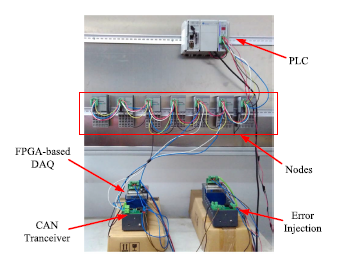 PLC
FPGA-based
DAQ
Nodes
CAN
Tranceiver
Error
Injection